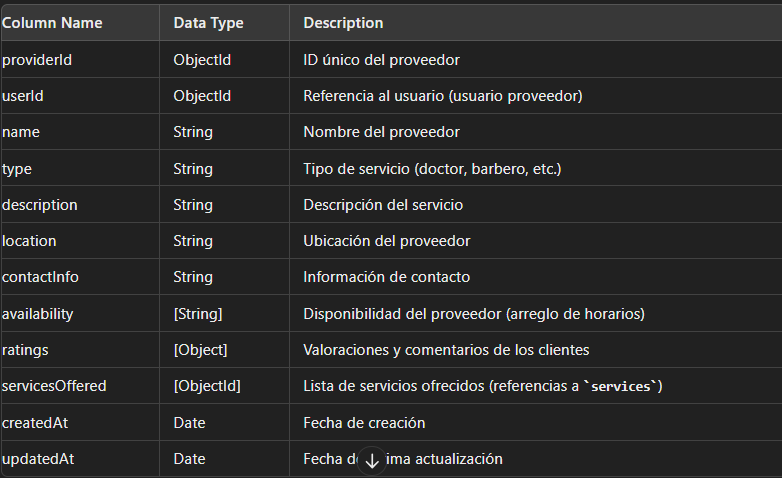 Column Name Data Type Description
providerId ObjectId ID único del proveedor
userId ObjectId Referencia al usuario (usuario proveedor)
name String Nombre del proveedor
type String Tipo de servicio (doctor, barbero, etc.)
description String Descripción del servicio
location String Ubicación del proveedor
contactInfo String Información de contacto
availability [String] Disponibilidad del proveedor (arreglo de horarios)
ratings [Object] Valoraciones y comentarios de los clientes
servicesOffered [ObjectId] Lista de servicios ofrecidos (referencias a `services`)
createdAt Date Fecha de creación
updatedAt Date Fecha actualización